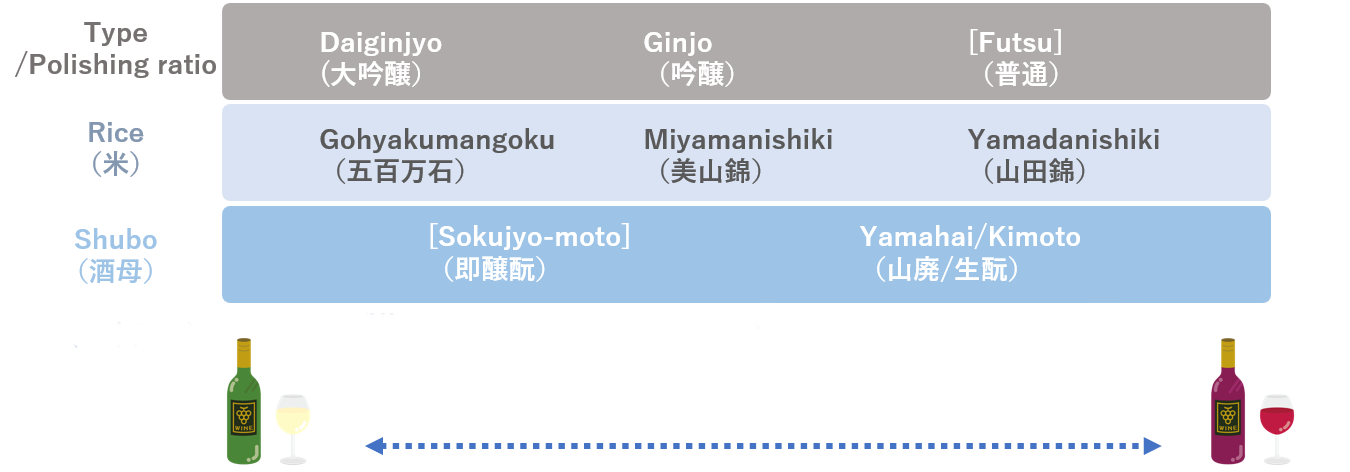 Type
/Polishing ratio
Daiginjyo
(大吟醸)
Ginjo
(吟醸)
[Futsu]
(普通)
Rice
(米)
Gohyakumangoku
(五百万石)
Miyamanishiki
(美山錦)
Yamadanishiki
(山田錦)
Shubo
(酒母)
[Sokujyo-moto]
(即醸酛)
Yamahai/Kimoto
(山廃/生酛)
WINE
WINE